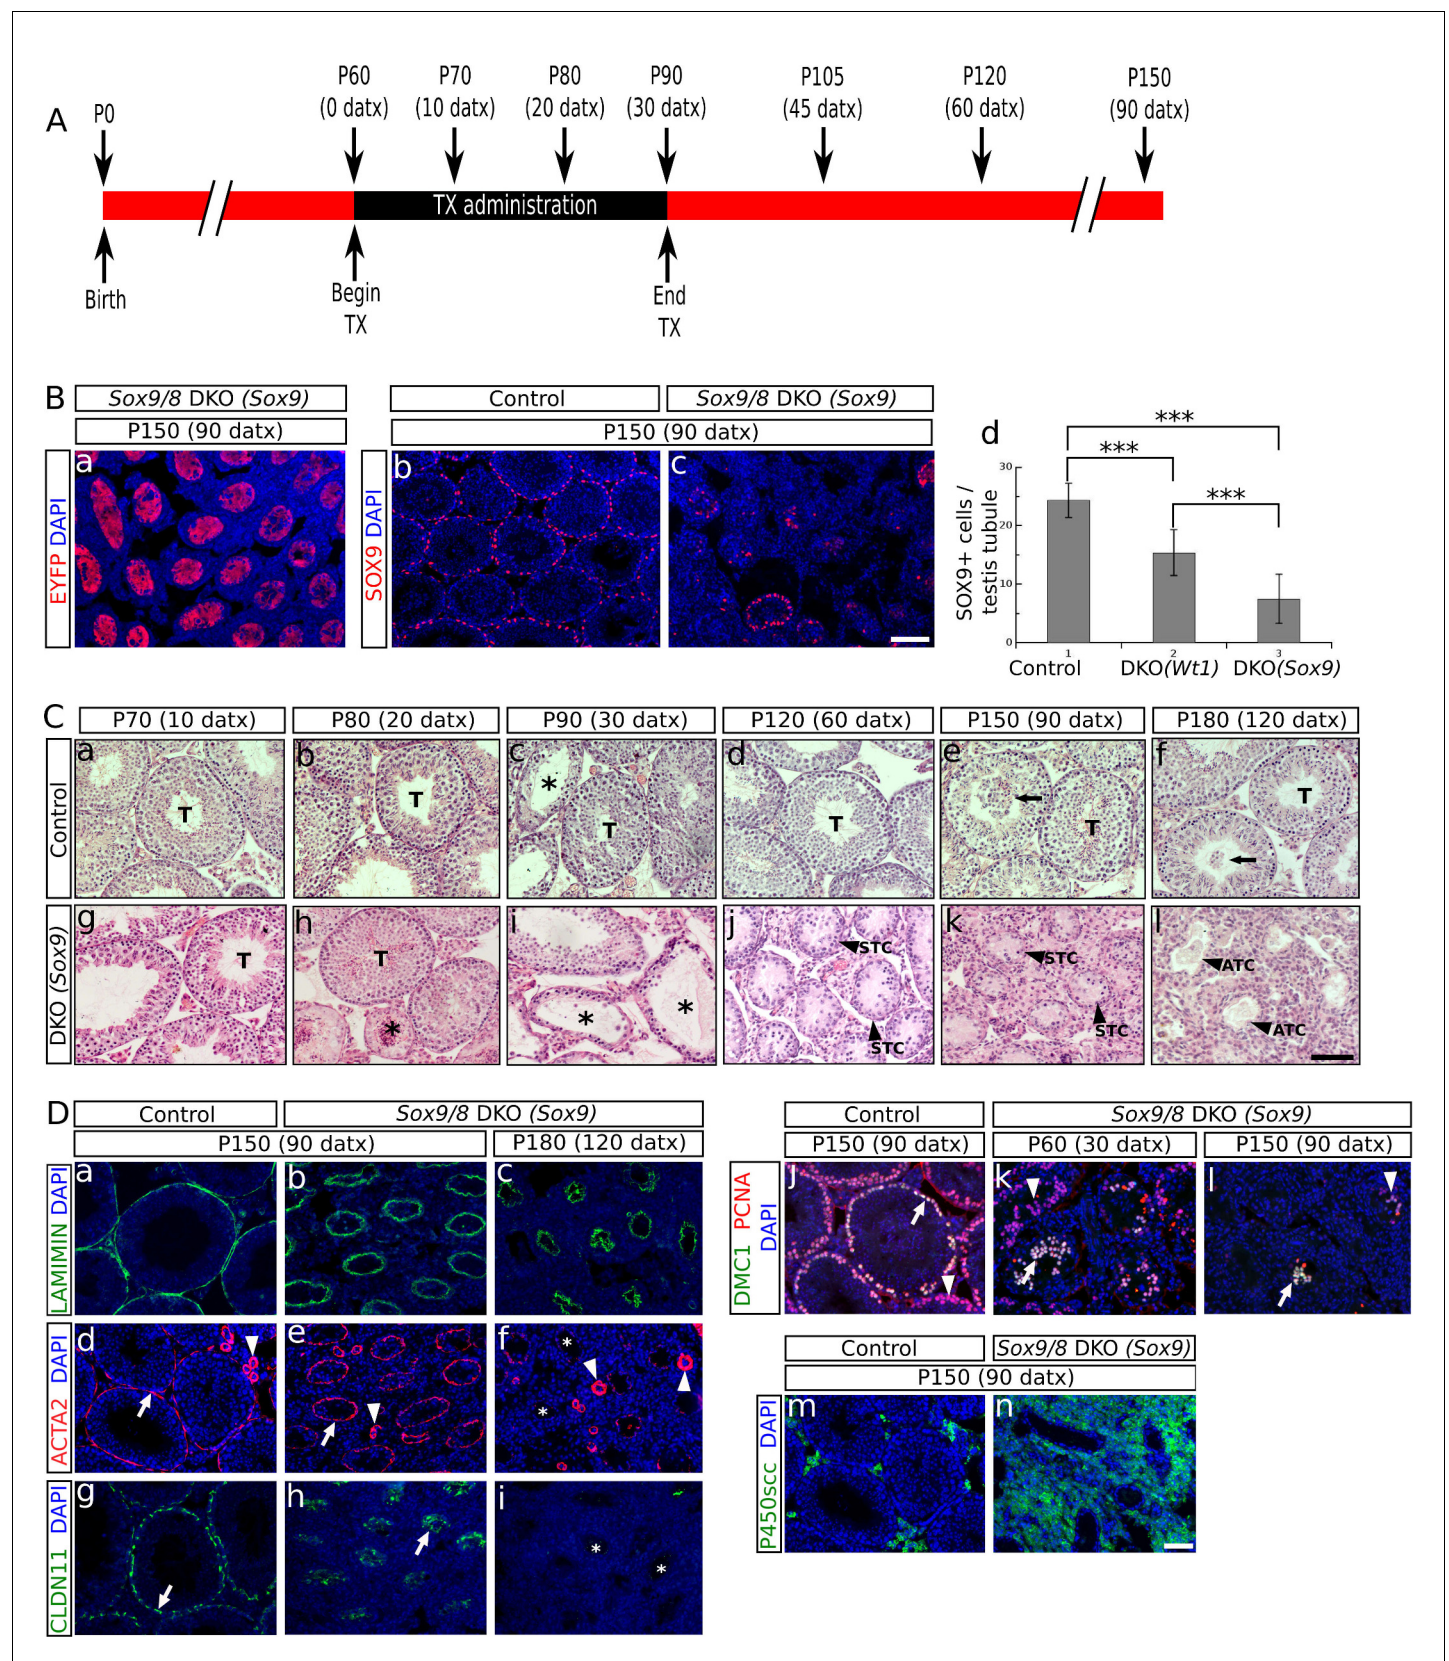 A
P0
P60
(0 datx)
P70
(10 datx)
P80
(20 datx)
P90
(30 datx)
P105
(45 datx)
P120
(60 datx)
P150
(90 datx)
TX administration
Birth
Begin
TX
End
TX
B
Sox9/8 DKO (Sox9)
P150 (90 datx)
EYFP DAPI
a
Control
Sox9/8 DKO (Sox9)
P150 (90 datx)
SOX9 DAPI
b
c
d
***
***
***
SOX9+ cells /
testis tubule
30
20
10
0
1
2
3
Control
DKO(Wt1)
DKO(Sox9)
C
P70 (10 datx)
P80 (20 datx)
P90 (30 datx)
P120 (60 datx)
P150 (90 datx)
P180 (120 datx)
Control
a
T
b
T
c
*
T
d
T
e
T
f
T
DKO (Sox9)
g
T
h
T
*
i
*
*
j
STC
STC
k
STC
STC
l
ATC
ATC
D
Control
Sox9/8 DKO (Sox9)
P150 (90 datx)
P180 (120 datx)
LAMIMIN DAPI
a
b
c
ACTA2 DAPI
d
e
f
*
*
*
CLDN11 DAPI
g
h
i
*
*
Control
Sox9/8 DKO (Sox9)
P150 (90 datx)
P60 (30 datx)
P150 (90 datx)
DMC1 PCNA
DAPI
j
k
l
Control
Sox9/8 DKO (Sox9)
P150 (90 datx)
P450scc DAPI
m
n